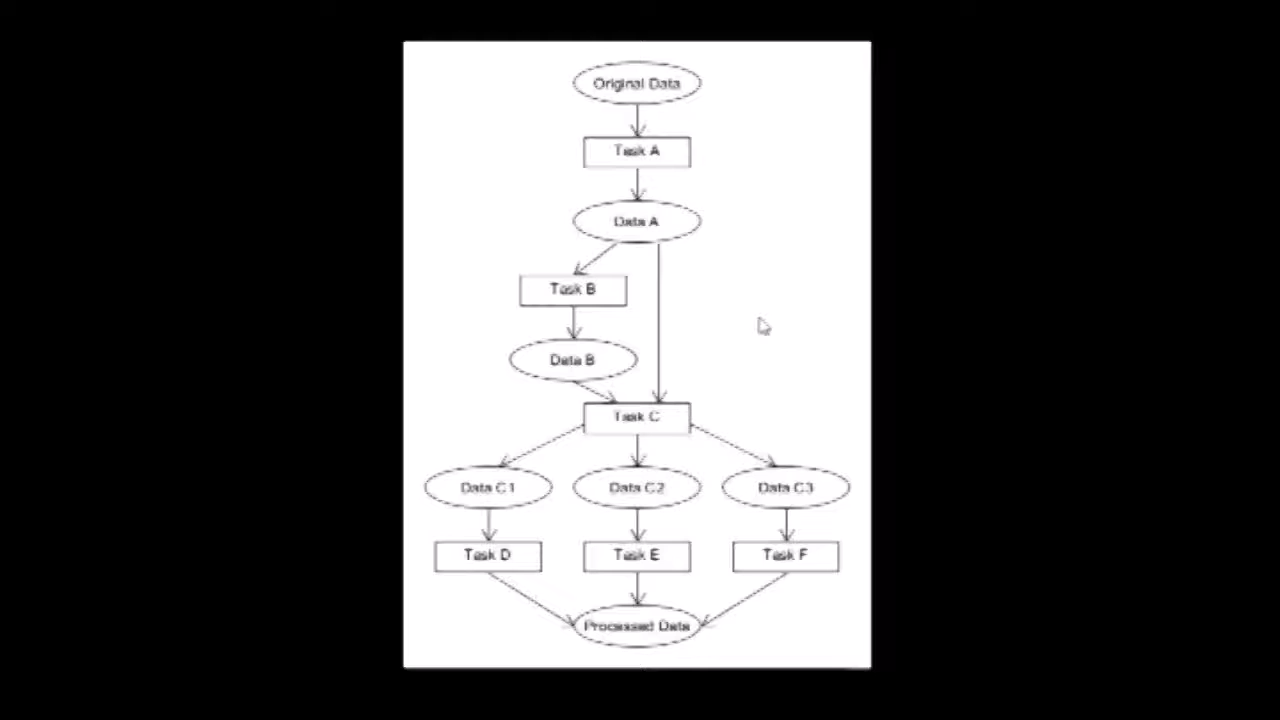 Original Data
Task A
Data A
Task B
Data B
Task C
Data C1
Data C2
Data C3
Task D
Task E
Task F
Processed Data